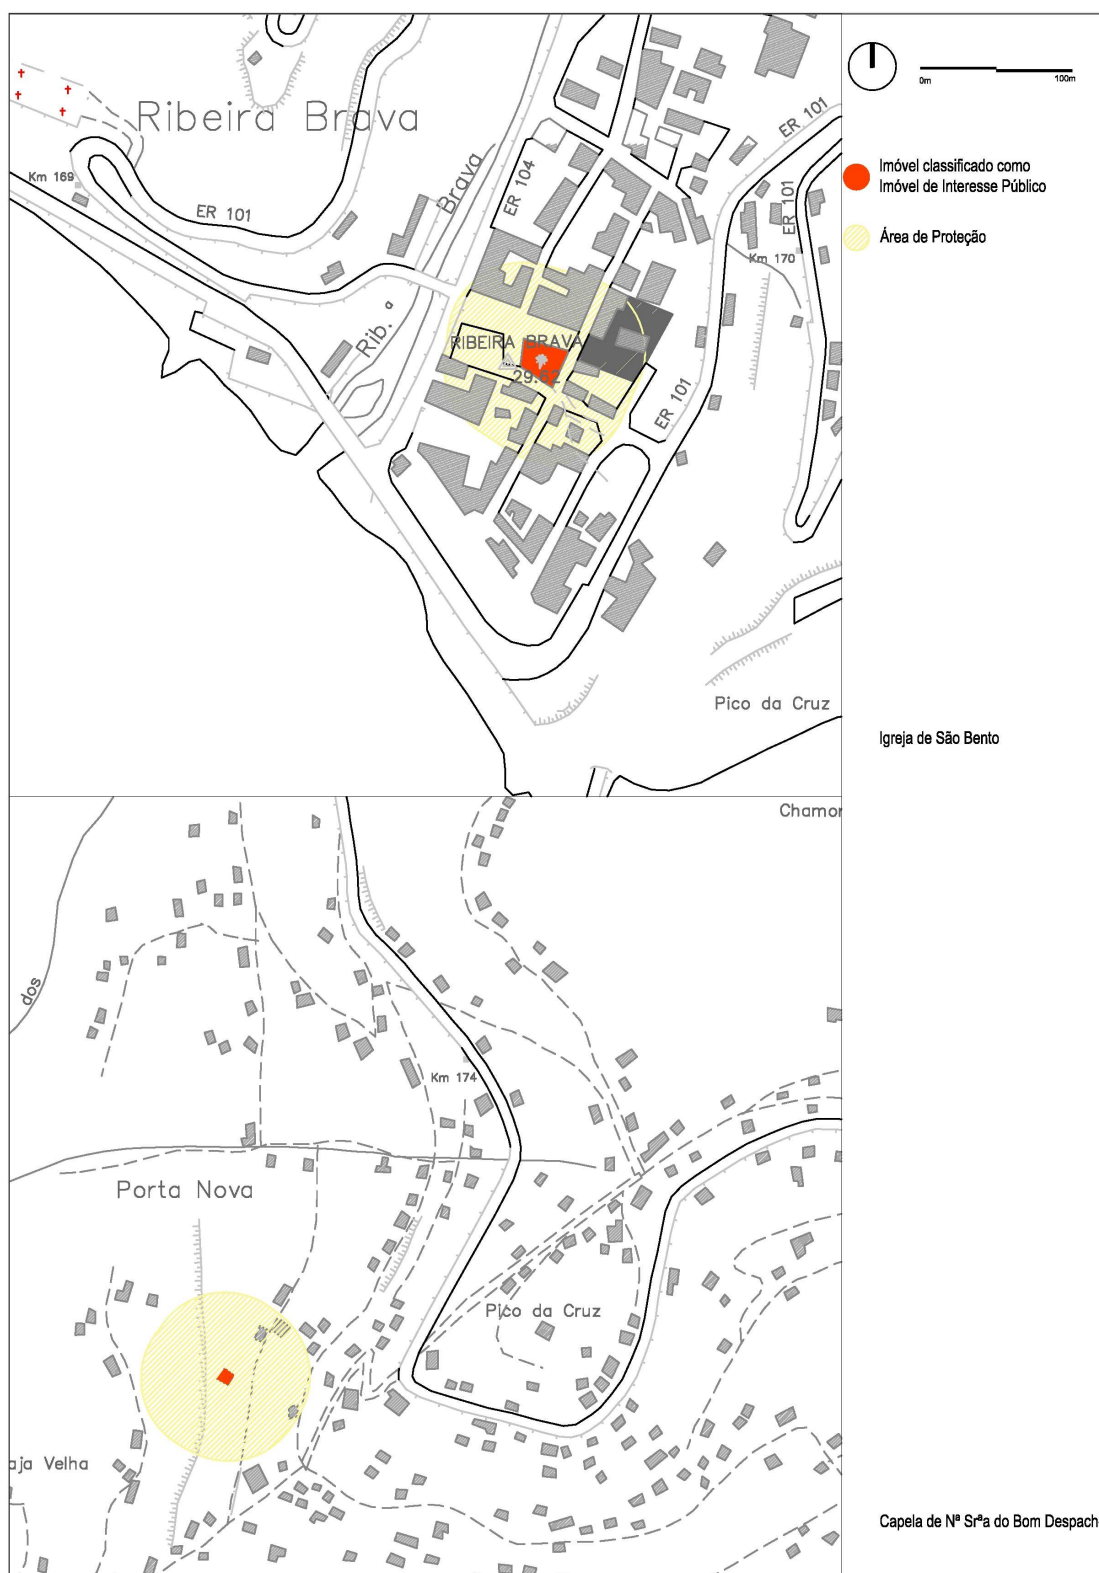 Ribeira Brava
Km 169
ER 101
Brava
ER 104
ER 101
ER 101
Km 170
Rib. a
RIBEIRA BRAVA
29.62
ER 101
Pico da Cruz
0m 100m
Imóvel classificado como
Imóvel de Interesse Público
Área de Proteção
Igreja de São Bento
Chamor
dos
Km 174
Porta Nova
Pico da Cruz
aja Velha
Capela de Nª Srªa do Bom Despach